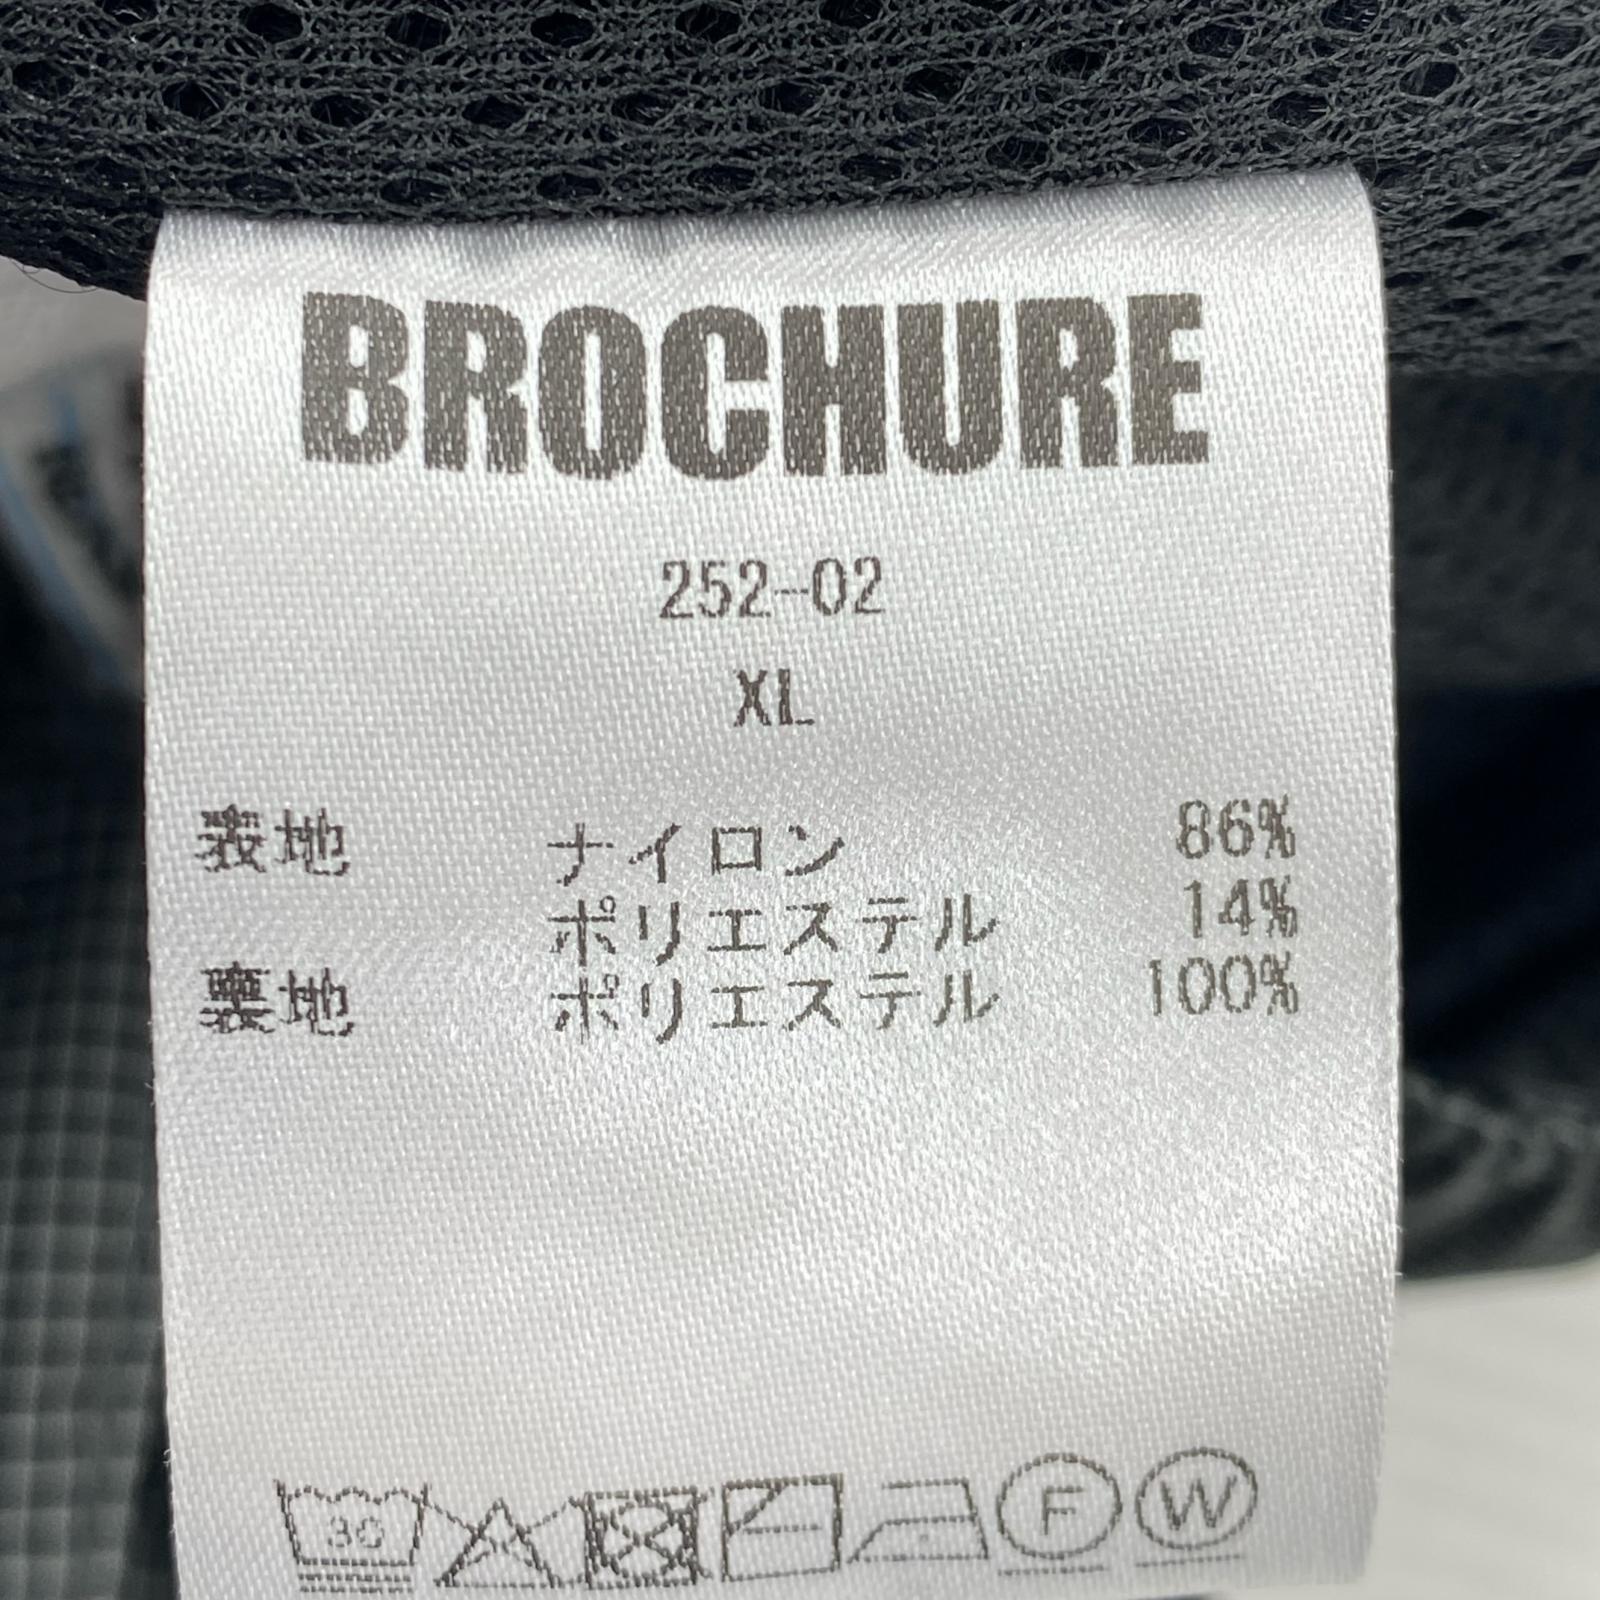 BROCHURE
252-02
XL
表地 ナイロン 86%
ポリエステル 14%
裏地 ポリエステル 100%
30 F W